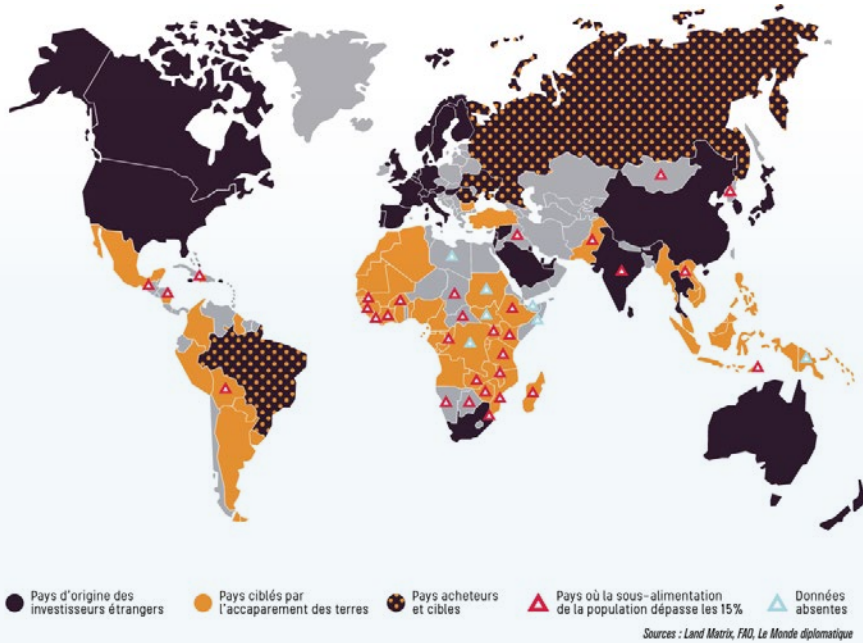 Pays d'origine des
investisseurs étrangers
Pays ciblés par
l'accaparement des terres
Pays acheteurs
et cibles
Pays où la sous-alimentation
de la population dépasse les 15%
Données
absentes
Sources : Land Matrix, FAO, Le Monde diplomatique